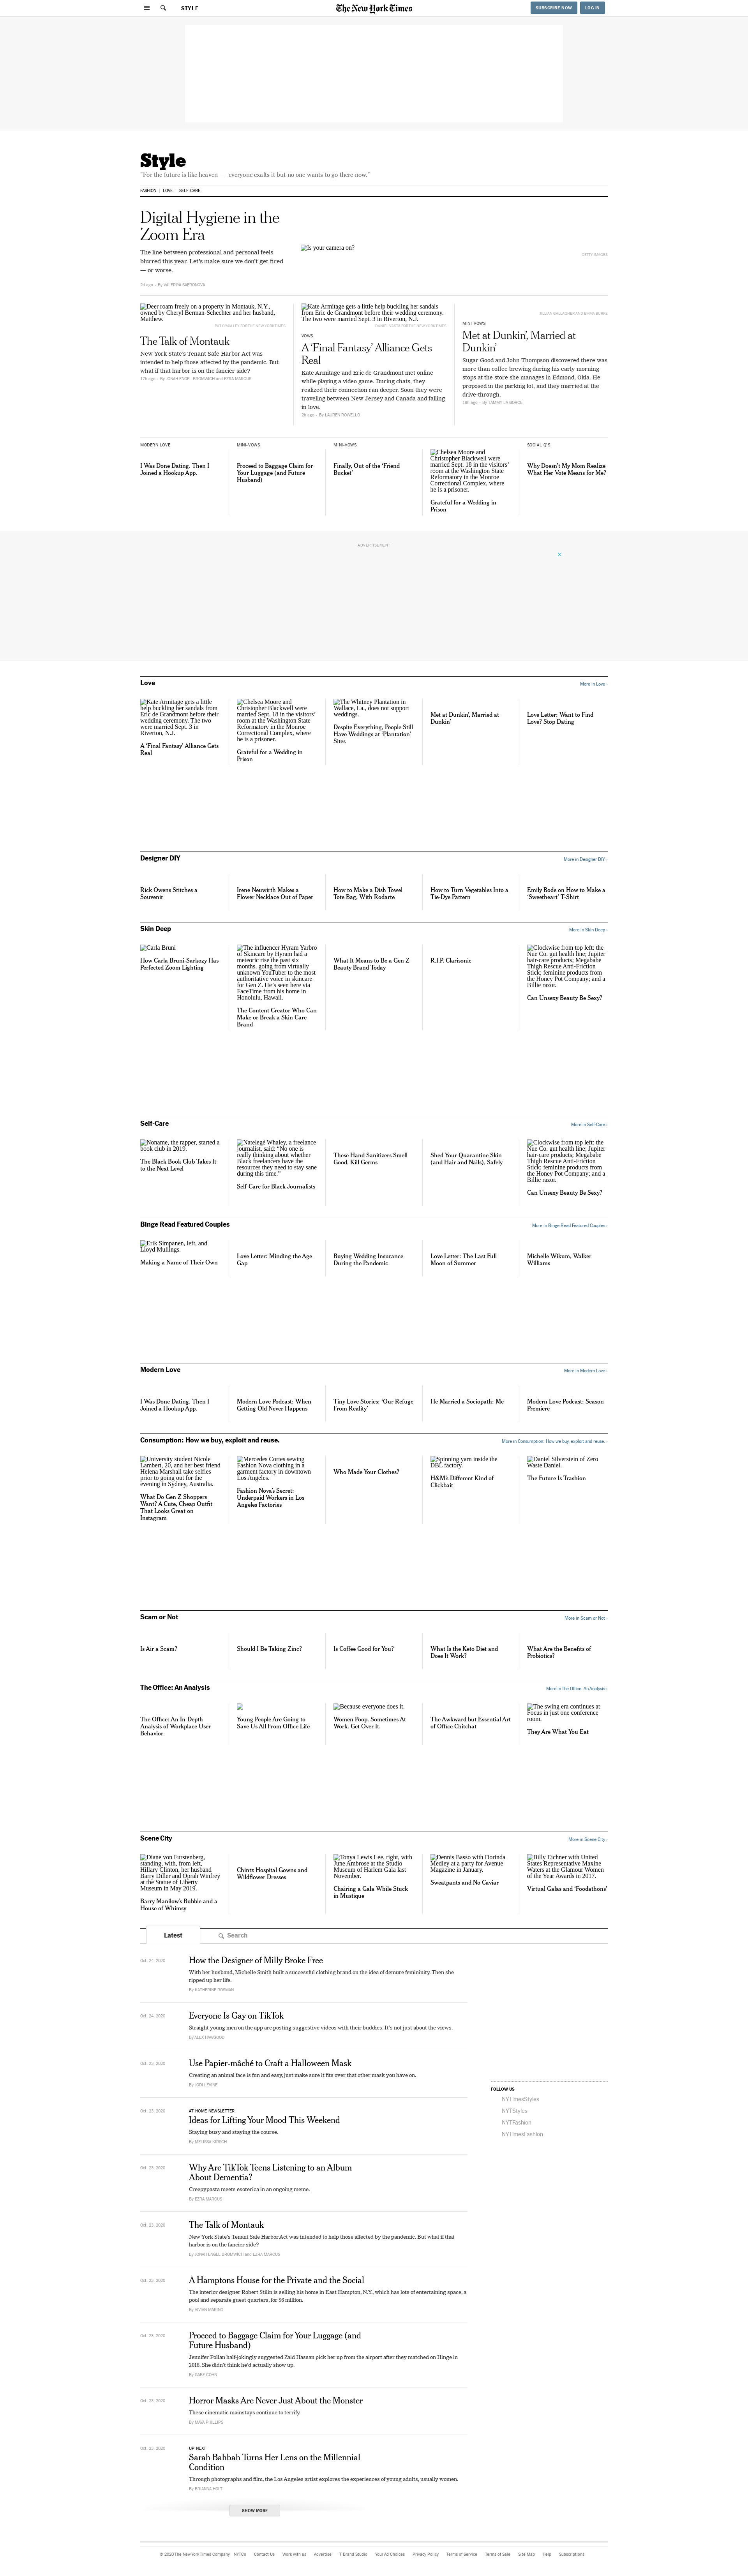 STYLE
The New York Times
SUBSCRIBE NOW
LOG IN
Style
"For the future is like heaven — everyone exalts it but no one wants to go there now."
FASHION
LOVE
SELF-CARE
Digital Hygiene in the
Zoom Era
The line between professional and personal feels
blurred this year. Let's make sure we don't get fired
— or worse.
2d ago · By VALERIYA SAFRONOVA
Is your camera on?
GETTY IMAGES
Deer roam freely on a property in Montauk, N.Y.,
owned by Cheryl Berman-Schechter and her husband,
Matthew.
The Talk of Montauk
New York State's Tenant Safe Harbor Act was
intended to help those affected by the pandemic. But
what if that harbor is on the fancier side?
17h ago · By JONAH ENGEL BROMWICH and EZRA MARCUS
Kate Armitage gets a little help buckling her sandals
from Eric de Grandmont before their wedding ceremony.
The two were married Sept. 3 in Riverton, N.J.
VOWS
A 'Final Fantasy' Alliance Gets
Real
Kate Armitage and Eric de Grandmont met online
while playing a video game. During chats, they
realized their connection ran deeper. Soon they were
traveling between New Jersey and Canada and falling
in love.
2h ago · By LAUREN ROWELLO
MINI-VOWS
Met at Dunkin', Married at
Dunkin'
Sugar Good and John Thompson discovered there was
more than coffee brewing during his early-morning
stops at the store she manages in Edmond, Okla. He
proposed in the parking lot, and they married at the
drive-through.
19h ago · By TAMMY LA GORCE
MODERN LOVE
I Was Done Dating. Then I
Joined a Hookup App.
MINI-VOWS
Proceed to Baggage Claim for
Your Luggage (and Future
Husband)
MINI-VOWS
Finally, Out of the 'Friend
Bucket'
Chelsea Moore and
Christopher Blackwell were
married Sept. 18 in the visitors'
room at the Washington State
Reformatory in the Monroe
Correctional Complex, where
he is a prisoner.
Grateful for a Wedding in
Prison
SOCIAL Q'S
Why Doesn't My Mom Realize
What Her Vote Means for Me?
ADVERTISEMENT
Love
More in Love ›
Kate Armitage gets a little
help buckling her sandals
from Eric de Grandmont before
their wedding ceremony. The
two were married Sept. 3 in
Riverton, N.J.
A 'Final Fantasy' Alliance Gets
Real
Chelsea Moore and
Christopher Blackwell were
married Sept. 18 in the visitors'
room at the Washington State
Reformatory in the Monroe
Correctional Complex, where
he is a prisoner.
Grateful for a Wedding in
Prison
The Whitney Plantation in
Wallace, La., does not support
weddings.
Despite Everything, People Still
Have Weddings at 'Plantation'
Sites
Met at Dunkin', Married at
Dunkin'
Love Letter: Want to Find
Love? Stop Dating
Designer DIY
More in Designer DIY ›
Rick Owens Stitches a
Souvenir
Irene Neuwirth Makes a
Flower Necklace Out of Paper
How to Make a Dish Towel
Tote Bag, With Rodarte
How to Turn Vegetables Into a
Tie-Dye Pattern
Emily Bode on How to Make a
'Sweetheart' T-Shirt
Skin Deep
More in Skin Deep ›
Carla Bruni
How Carla Bruni-Sarkozy Has
Perfected Zoom Lighting
The influencer Hyram Yarbro
of Skincare by Hyram had a
meteoric rise the past six
months, going from virtually
unknown YouTuber to the most
authoritative voice in skincare
for Gen Z. He's seen here via
FaceTime from his home in
Honolulu, Hawaii.
The Content Creator Who Can
Make or Break a Skin Care
Brand
What It Means to Be a Gen Z
Beauty Brand Today
R.I.P. Clarisonic
Clockwise from top left: the
Nue Co. gut health line; Jupiter
hair-care products; Megababe
Thigh Rescue Anti-Friction
Stick; feminine products from
the Honey Pot Company; and a
Billie razor.
Can Unsexy Beauty Be Sexy?
Self-Care
More in Self-Care ›
Noname, the rapper, started a
book club in 2019.
The Black Book Club Takes It
to the Next Level
Natelegé Whaley, a freelance
journalist, said: "No one is
really thinking about whether
Black freelancers have the
resources they need to stay sane
during this time."
Self-Care for Black Journalists
These Hand Sanitizers Smell
Good, Kill Germs
Shed Your Quarantine Skin
(and Hair and Nails), Safely
Clockwise from top left: the
Nue Co. gut health line; Jupiter
hair-care products; Megababe
Thigh Rescue Anti-Friction
Stick; feminine products from
the Honey Pot Company; and a
Billie razor.
Can Unsexy Beauty Be Sexy?
Binge Read Featured Couples
More in Binge Read Featured Couples ›
Erik Simpanen, left, and
Lloyd Mullings.
Making a Name of Their Own
Love Letter: Minding the Age
Gap
Buying Wedding Insurance
During the Pandemic
Love Letter: The Last Full
Moon of Summer
Michelle Wikum, Walker
Williams
Modern Love
More in Modern Love ›
I Was Done Dating. Then I
Joined a Hookup App.
Modern Love Podcast: When
Getting Old Never Happens
Tiny Love Stories: 'Our Refuge
From Reality'
He Married a Sociopath: Me
Modern Love Podcast: Season
Premiere
Consumption: How we buy, exploit and reuse.
More in Consumption: How we buy, exploit and reuse. ›
University student Nicole
Lambert, 20, and her best friend
Helena Marshall take selfies
prior to going out for the
evening in Sydney, Australia.
What Do Gen Z Shoppers
Want? A Cute, Cheap Outfit
That Looks Great on
Instagram
Mercedes Cortes sewing
Fashion Nova clothing in a
garment factory in downtown
Los Angeles.
Fashion Nova's Secret:
Underpaid Workers in Los
Angeles Factories
Who Made Your Clothes?
Spinning yarn inside the
DBL factory.
H&M's Different Kind of
Clickbait
Daniel Silverstein of Zero
Waste Daniel.
The Future Is Trashion
Scam or Not
More in Scam or Not ›
Is Air a Scam?
Should I Be Taking Zinc?
Is Coffee Good for You?
What Is the Keto Diet and
Does It Work?
What Are the Benefits of
Probiotics?
The Office: An Analysis
More in The Office: An Analysis ›
The Office: An In-Depth
Analysis of Workplace User
Behavior
Young People Are Going to
Save Us All From Office Life
Because everyone does it.
Women Poop. Sometimes At
Work. Get Over It.
The Awkward but Essential Art
of Office Chitchat
The swing era continues at
Focus in just one conference
room.
They Are What You Eat
Scene City
More in Scene City ›
Diane von Furstenberg,
standing, with, from left,
Hillary Clinton, her husband
Barry Diller and Oprah Winfrey
at the Statue of Liberty
Museum in May 2019.
Barry Manilow's Bubble and a
House of Whimsy
Chintz Hospital Gowns and
Wildflower Dresses
Tonya Lewis Lee, right, with
June Ambrose at the Studio
Museum of Harlem Gala last
November.
Chairing a Gala While Stuck
in Mustique
Dennis Basso with Dorinda
Medley at a party for Avenue
Magazine in January.
Sweatpants and No Caviar
Billy Eichner with United
States Representative Maxine
Waters at the Glamour Women
of the Year Awards in 2017.
Virtual Galas and 'Foodathons'
Latest
Search
Oct. 24, 2020
How the Designer of Milly Broke Free
With her husband, Michelle Smith built a successful clothing brand on the idea of demure femininity. Then she
ripped up her life.
By KATHERINE ROSMAN
Oct. 24, 2020
Everyone Is Gay on TikTok
Straight young men on the app are posting suggestive videos with their buddies. It's not just about the views.
By ALEX HAWGOOD
Oct. 23, 2020
Use Papier-mâché to Craft a Halloween Mask
Creating an animal face is fun and easy, just make sure it fits over that other mask you have on.
By JODI LEVINE
Oct. 23, 2020
AT HOME NEWSLETTER
Ideas for Lifting Your Mood This Weekend
Staying busy and staying the course.
By MELISSA KIRSCH
Oct. 23, 2020
Why Are TikTok Teens Listening to an Album
About Dementia?
Creepypasta meets esoterica in an ongoing meme.
By EZRA MARCUS
Oct. 23, 2020
The Talk of Montauk
New York State's Tenant Safe Harbor Act was intended to help those affected by the pandemic. But what if that
harbor is on the fancier side?
By JONAH ENGEL BROMWICH and EZRA MARCUS
Oct. 23, 2020
A Hamptons House for the Private and the Social
The interior designer Robert Stilin is selling his home in East Hampton, N.Y., which has lots of entertaining space, a
pool and separate guest quarters, for $6 million.
By VIVIAN MARINO
Oct. 23, 2020
Proceed to Baggage Claim for Your Luggage (and
Future Husband)
Jennifer Pollan half-jokingly suggested Zaid Hassan pick her up from the airport after they matched on Hinge in
2018. She didn't think he'd actually show up.
By GABE COHN
Oct. 23, 2020
Horror Masks Are Never Just About the Monster
These cinematic mainstays continue to terrify.
By MAYA PHILLIPS
Oct. 23, 2020
UP NEXT
Sarah Bahbah Turns Her Lens on the Millennial
Condition
Through photographs and film, the Los Angeles artist explores the experiences of young adults, usually women.
By BRIANNA HOLT
SHOW MORE
FOLLOW US
NYTimesStyles
NYTStyles
NYTFashion
NYTimesFashion
© 2020 The New York Times Company
NYTCo
Contact Us
Work with us
Advertise
T Brand Studio
Your Ad Choices
Privacy Policy
Terms of Service
Terms of Sale
Site Map
Help
Subscriptions